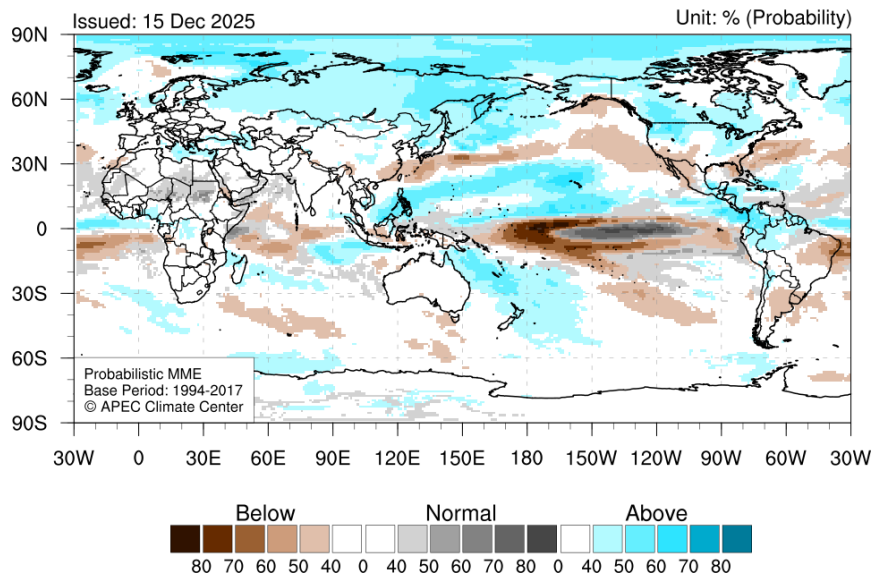 Issued: 15 Dec 2025 Unit: % (Probability)
90N
60N
30N
0
30S
60S
90S
Probabilistic MME
Base Period: 1994-2017
© APEC Climate Center
30W 0 30E 60E 90E 120E 150E 180 150W 120W 90W 60W 30W
Below Normal Above
80 70 60 50 40 0 40 50 60 70 80 0 40 50 60 70 80